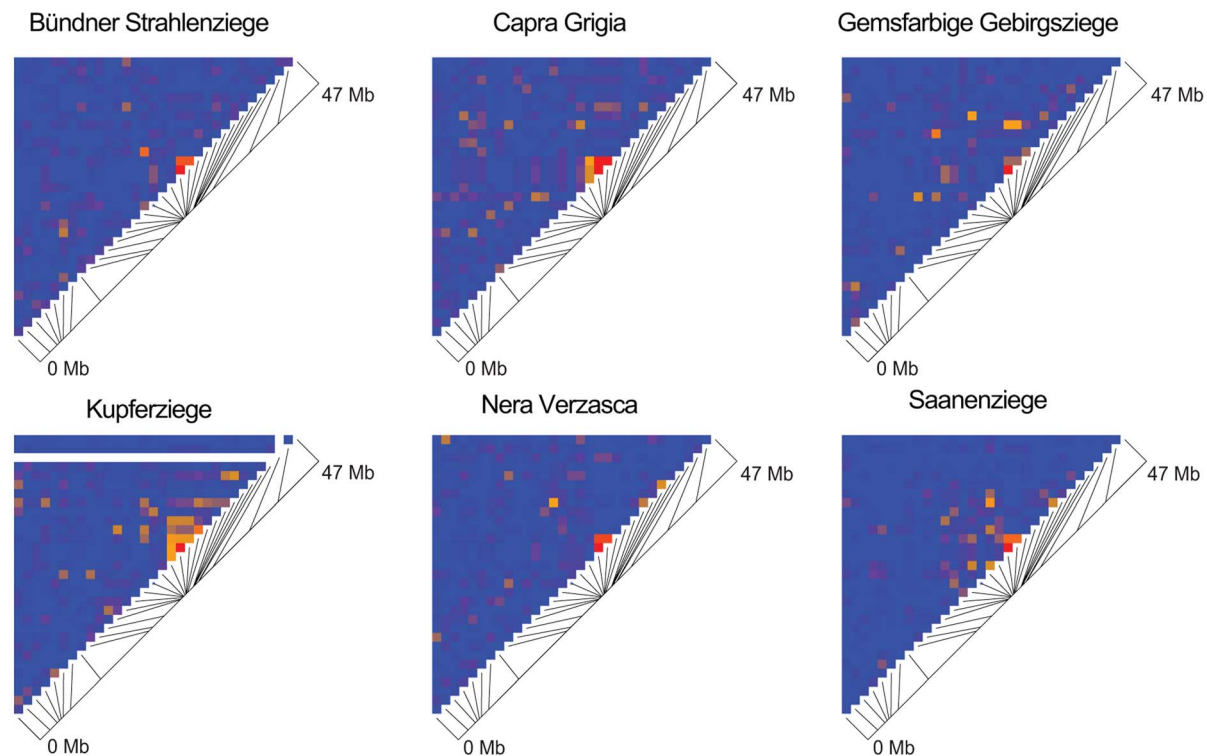 Bündner Strahlenziege
Capra Grigia
Gemsfarbige Gebirgsziege
47 Mb
47 Mb
47 Mb
0 Mb
0 Mb
0 Mb
Kupferziege
Nera Verzasca
Saanenziege
47 Mb
47 Mb
47 Mb
0 Mb
0 Mb
0 Mb